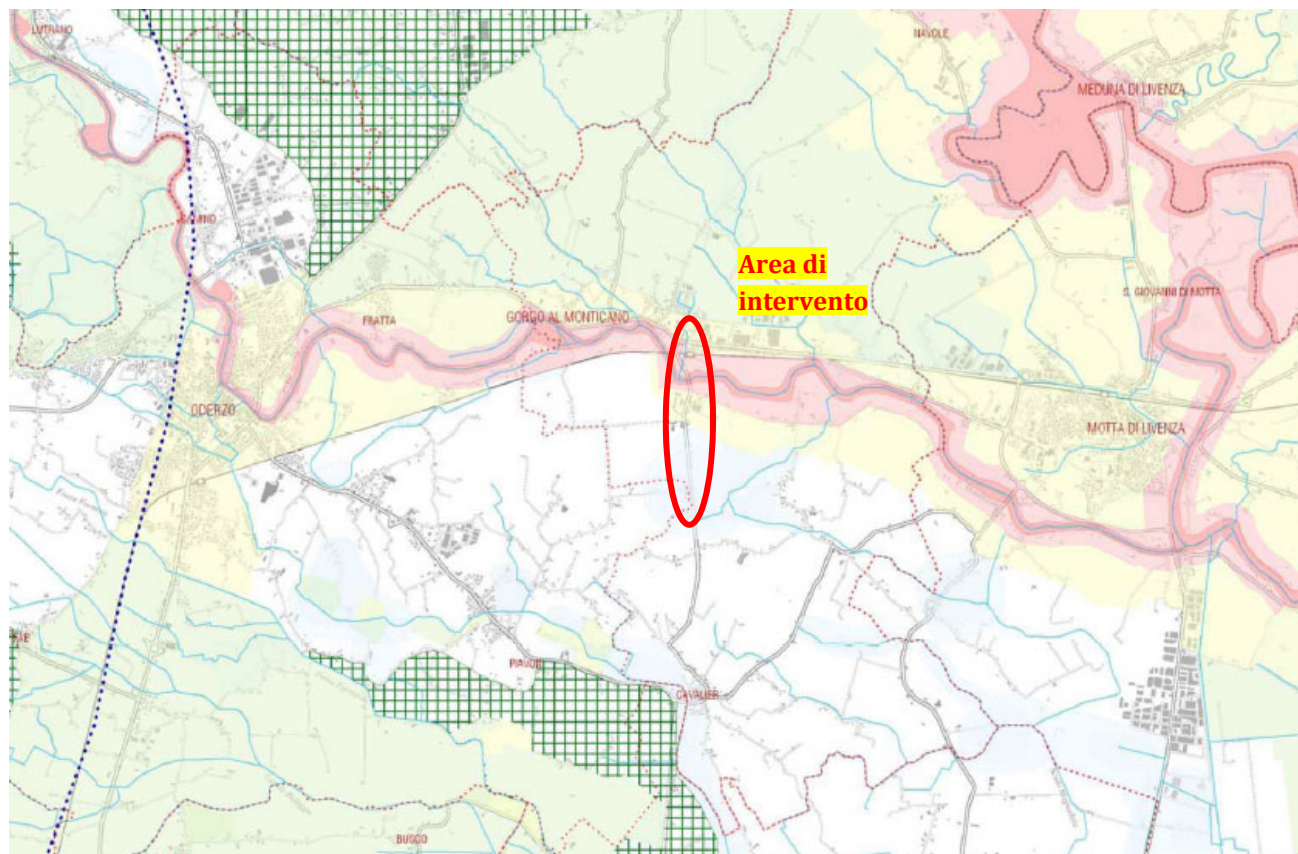 LUTRANO
NAVOLE
MEDUNA DI LIVENZA
CAMINO
Area di
intervento
S. GIOVANNI DI MOTTA
FRATTA
GORGO AL MONTICANO
ODERZO
MOTTA DI LIVENZA
PIAVON
CAVALIER
BUSCO